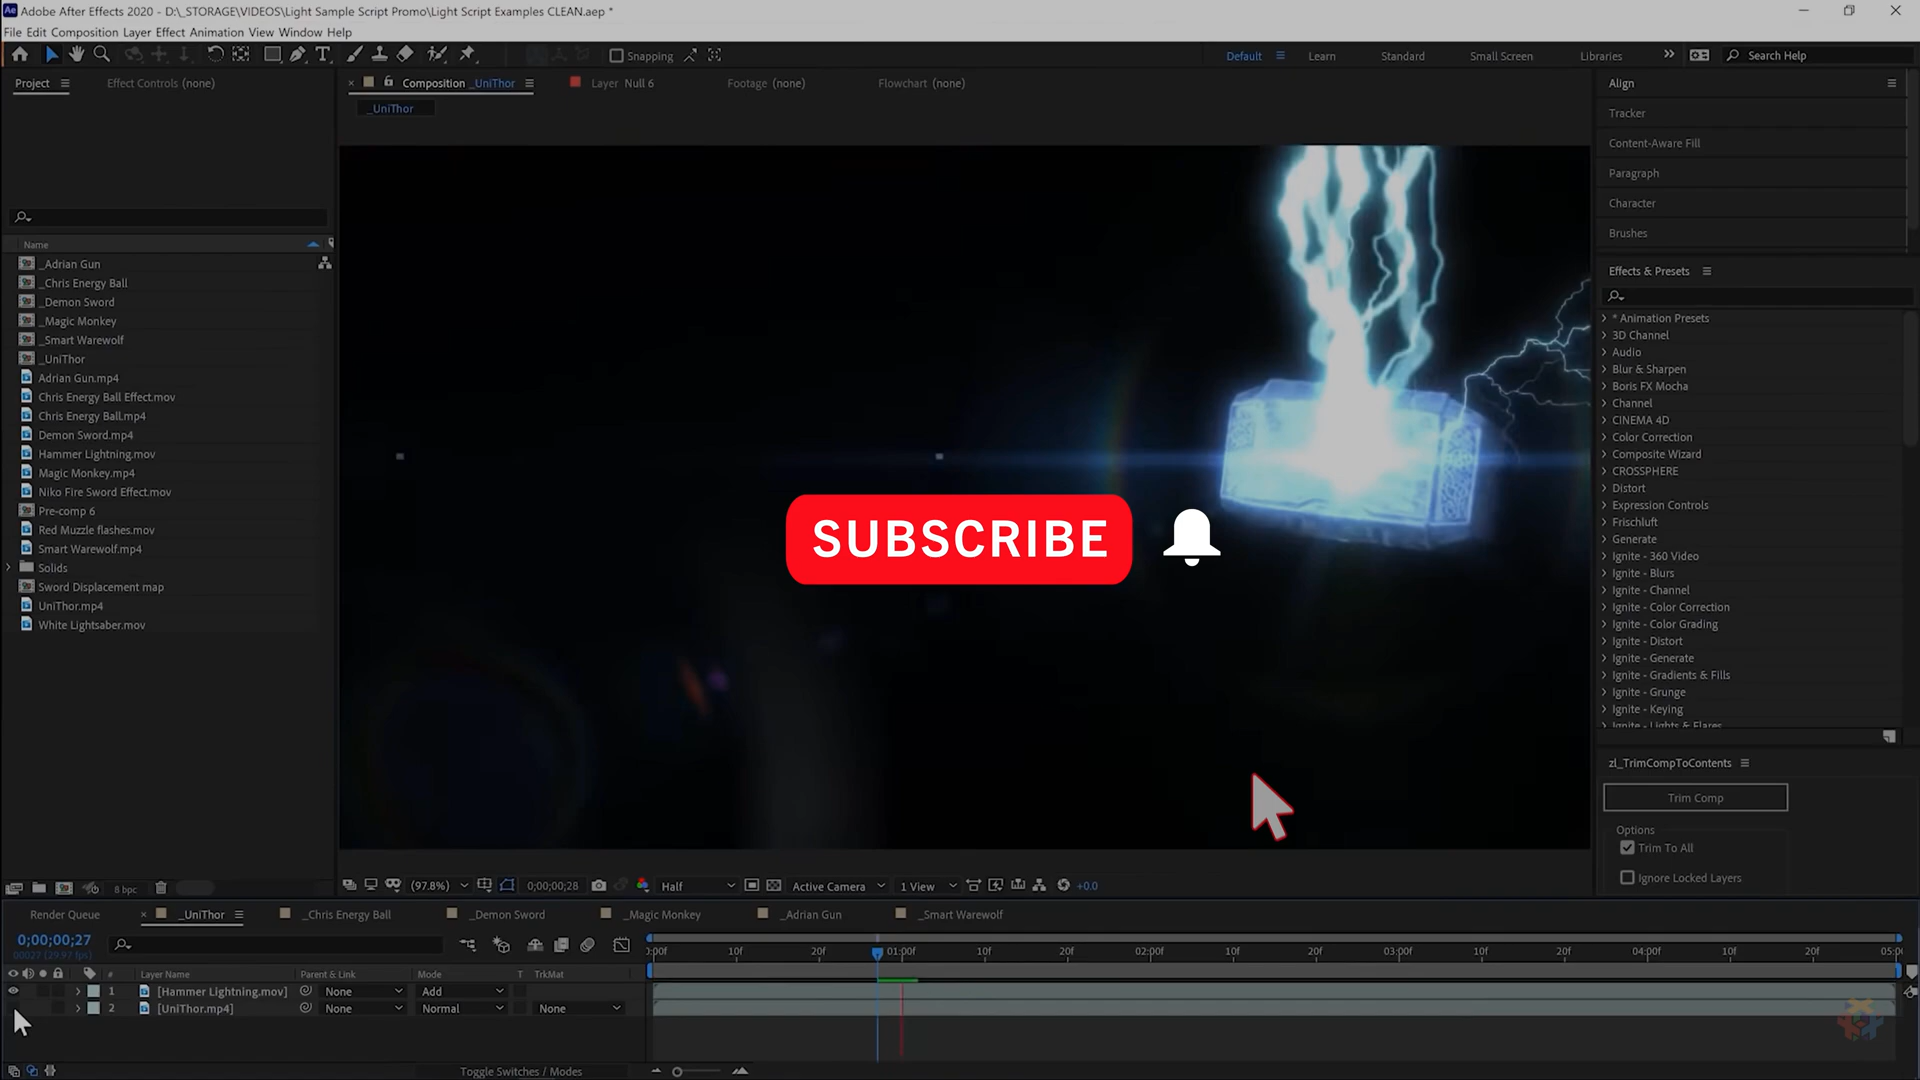 Adobe After Effects 2020 - D:\_STORAGE\VIDEOS\Light Sample Script Promo\Light Script Examples CLEAN.aep *
File Edit Composition Layer Effect Animation View Window Help
Snapping
Default Learn Standard Small Screen Libraries Search Help
Project Effect Controls (none)
Composition _UniThor Layer Null 6 Footage (none) Flowchart (none)
_UniThor
Name
_Adrian Gun
_Chris Energy Ball
_Demon Sword
_Magic Monkey
_Smart Warewolf
_UniThor
Adrian Gun.mp4
Chris Energy Ball Effect.mov
Chris Energy Ball.mp4
Demon Sword.mp4
Hammer Lightning.mov
Magic Monkey.mp4
Niko Fire Sword Effect.mov
Pre-comp 6
Red Muzzle flashes.mov
Smart Warewolf.mp4
Solids
Sword Displacement map
UniThor.mp4
White Lightsaber.mov
8 bpc
SUBSCRIBE
(97.8%) 0;00;00;28 Half Active Camera 1 View +0.0
Align
Tracker
Content-Aware Fill
Paragraph
Character
Brushes
Effects & Presets
* Animation Presets
3D Channel
Audio
Blur & Sharpen
Boris FX Mocha
Channel
CINEMA 4D
Color Correction
Composite Wizard
CROSSPHERE
Distort
Expression Controls
Frischluft
Generate
Ignite - 360 Video
Ignite - Blurs
Ignite - Channel
Ignite - Color Correction
Ignite - Color Grading
Ignite - Distort
Ignite - Generate
Ignite - Gradients & Fills
Ignite - Grunge
Ignite - Keying
Ignite - Lights & Flares
zl_TrimCompToContents
Trim Comp
Options
Trim To All
Ignore Locked Layers
Render Queue _UniThor _Chris Energy Ball _Demon Sword _Magic Monkey _Adrian Gun _Smart Warewolf
0;00;00;27
00027 (29.97 fps)
0:00f 10f 20f 01:00f 10f 20f 02:00f 10f 20f 03:00f 10f 20f 04:00f 10f 20f 05:0
# Layer Name Parent & Link Mode T TrkMat
1 [Hammer Lightning.mov] None Add
2 [UniThor.mp4] None Normal None
Toggle Switches / Modes